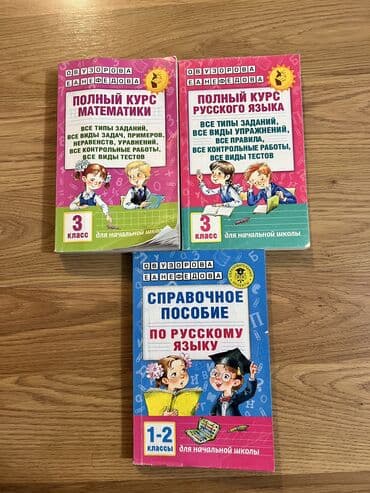 О.В. УЗОРОВА
Е.А. НЕФЕДОВА
ПОЛНЫЙ КУРС
МАТЕМАТИКИ
ВСЕ ТИПЫ ЗАДАНИЙ,
ВСЕ ВИДЫ ЗАДАЧ, ПРИМЕРОВ,
НЕРАВЕНСТВ, УРАВНЕНИЙ,
ВСЕ КОНТРОЛЬНЫЕ РАБОТЫ,
ВСЕ ВИДЫ ТЕСТОВ
3
КЛАСС
для начальной школы
О.В. УЗОРОВА
Е.А. НЕФЕДОВА
ПОЛНЫЙ КУРС
РУССКОГО ЯЗЫКА
ВСЕ ТИПЫ ЗАДАНИЙ,
ВСЕ ВИДЫ УПРАЖНЕНИЙ,
ВСЕ ПРАВИЛА,
ВСЕ КОНТРОЛЬНЫЕ РАБОТЫ,
ВСЕ ВИДЫ ТЕСТОВ
3
КЛАСС
для начальной школы
О.В. УЗОРОВА
Е.А. НЕФЕДОВА
СПРАВОЧНОЕ
ПОСОБИЕ
ПО РУССКОМУ
ЯЗЫКУ
1-2
КЛАССЫ
для начальной школы